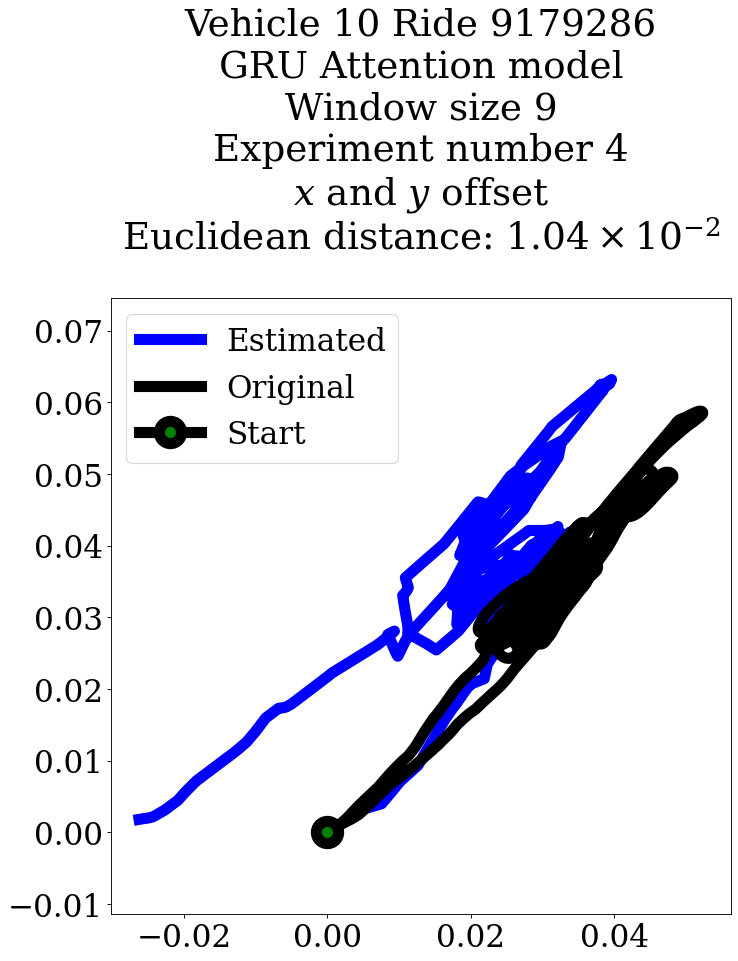 Vehicle 10 Ride 9179286
GRU Attention model
Window size 9
Experiment number 4
x and y offset
Euclidean distance: 1.04 × 10⁻²
Estimated
Original
Start
0.07
0.06
0.05
0.04
0.03
0.02
0.01
0.00
−0.01
−0.02 0.00 0.02 0.04